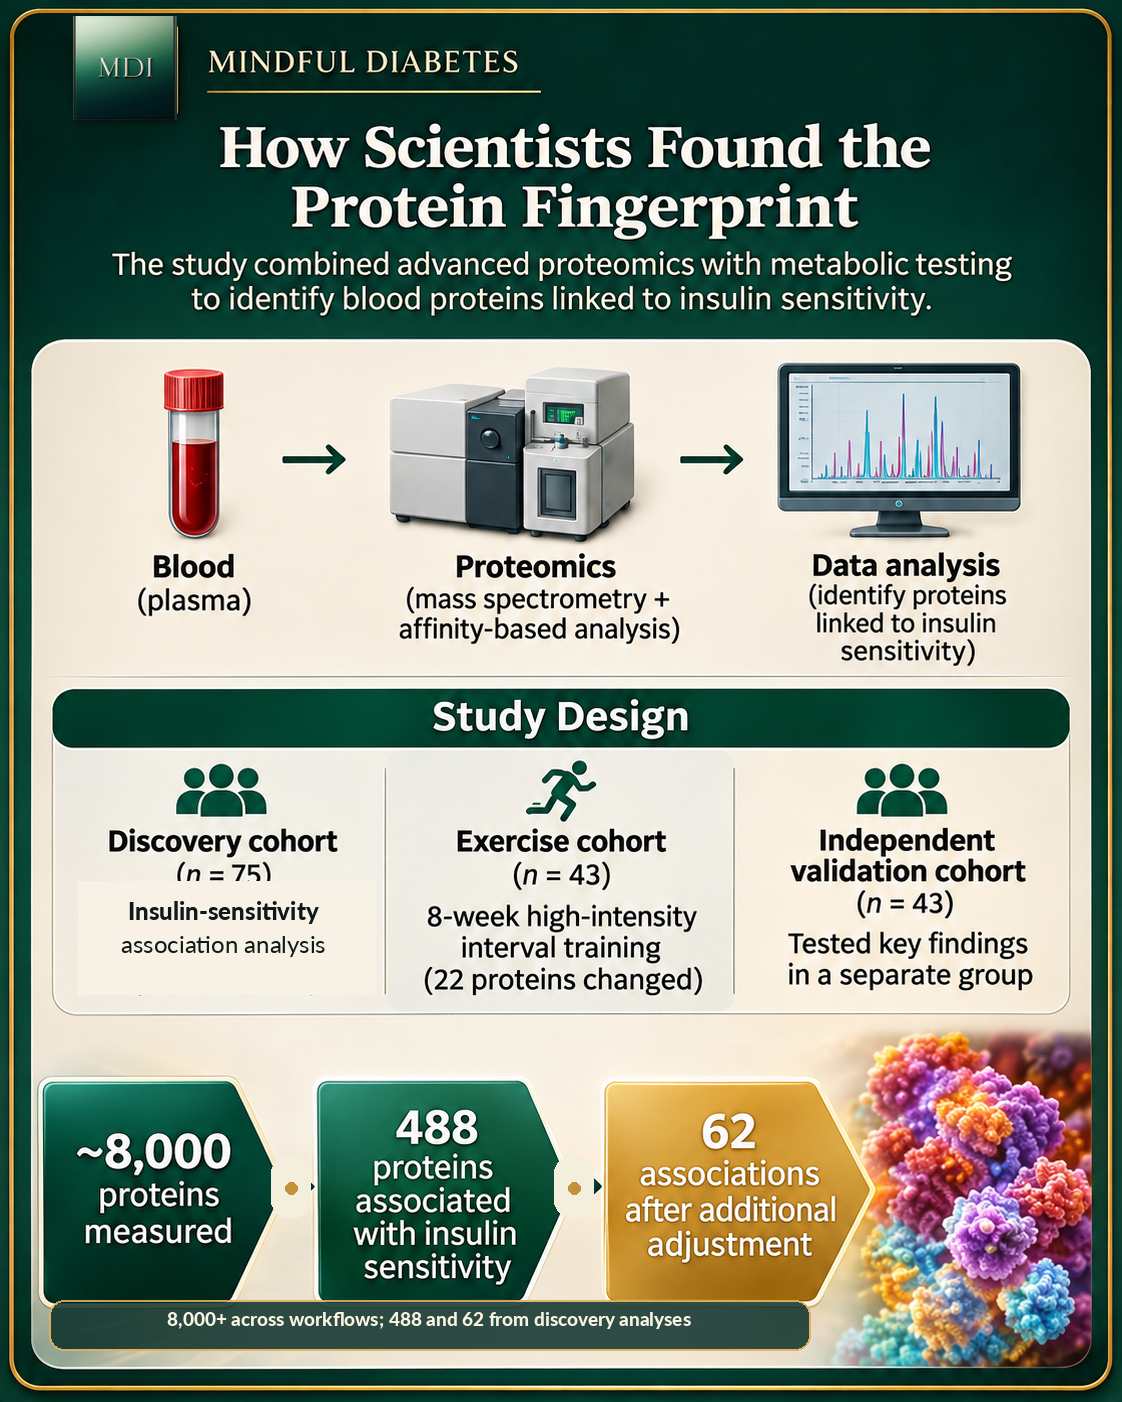 MDI
MINDFUL DIABETES
How Scientists Found the
Protein Fingerprint
The study combined advanced proteomics with metabolic testing
to identify blood proteins linked to insulin sensitivity.
Blood
(plasma)
Proteomics
(mass spectrometry +
affinity-based analysis)
Data analysis
(identify proteins
linked to insulin
sensitivity)
Study Design
Discovery cohort
(n = 75)
Insulin-sensitivity
association analysis
Exercise cohort
(n = 43)
8-week high-intensity
interval training
(22 proteins changed)
Independent
validation cohort
(n = 43)
Tested key findings
in a separate group
~8,000
proteins
measured
488
proteins
associated
with insulin
sensitivity
62
associations
after additional
adjustment
8,000+ across workflows; 488 and 62 from discovery analyses